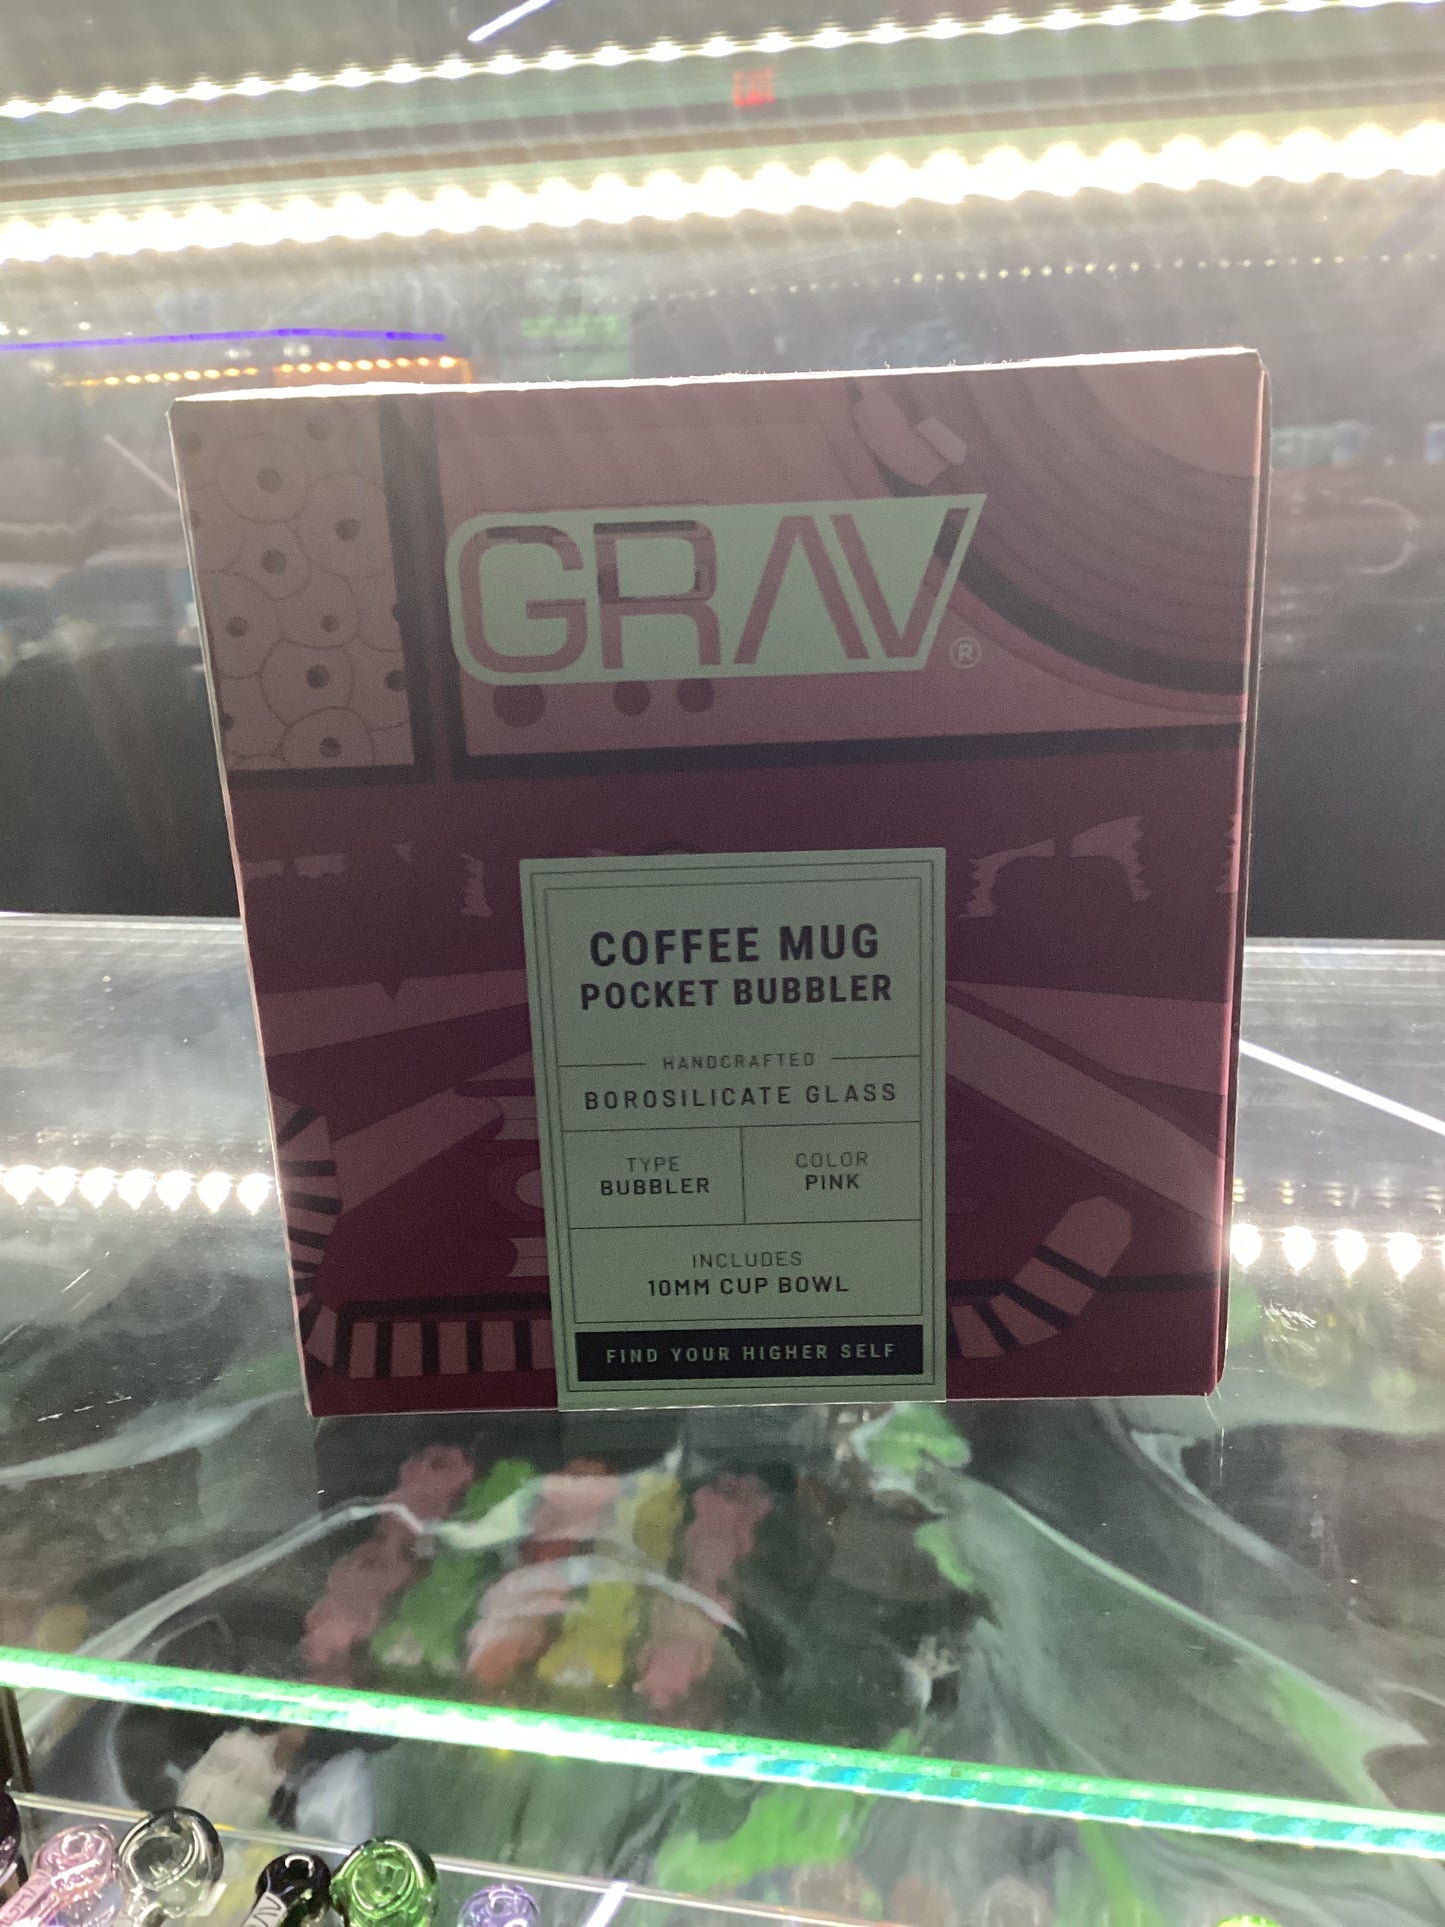 EXIT
GRAV®
COFFEE MUG
POCKET BUBBLER
HANDCRAFTED
BOROSILICATE GLASS
TYPE
BUBBLER
COLOR
PINK
INCLUDES
10MM CUP BOWL
FIND YOUR HIGHER SELF